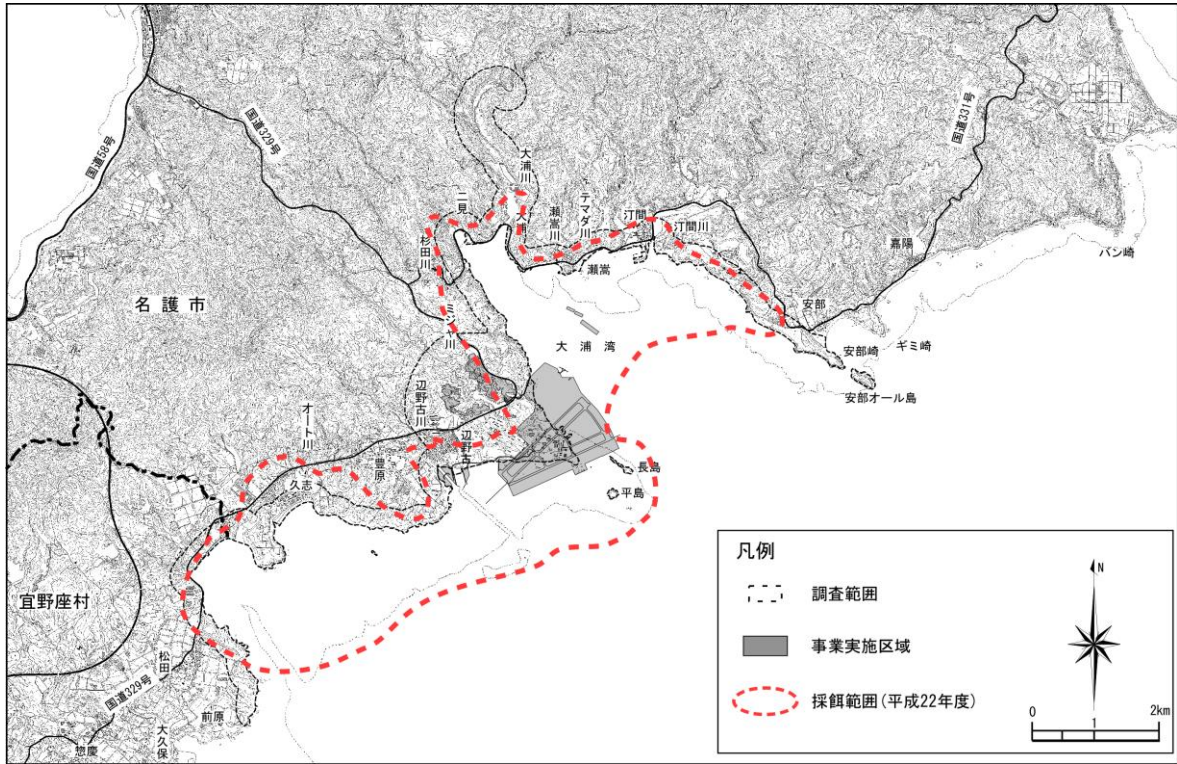 国道58号
国道329号
国道331号
大浦川
二見
大浦
瀬嵩川
テマダ川
汀間
汀間川
瀬嵩
杉田川
嘉陽
バン崎
名護市
ミジャ川
安部
大浦湾
安部崎
ギミ崎
安部オール島
辺野古川
オート川
辺野古
豊原
久志
長島
平島
宜野座村
松田
国道329号
前原
大久保
惣慶
凡例
調査範囲
事業実施区域
採餌範囲(平成22年度)
N
0 1 2km